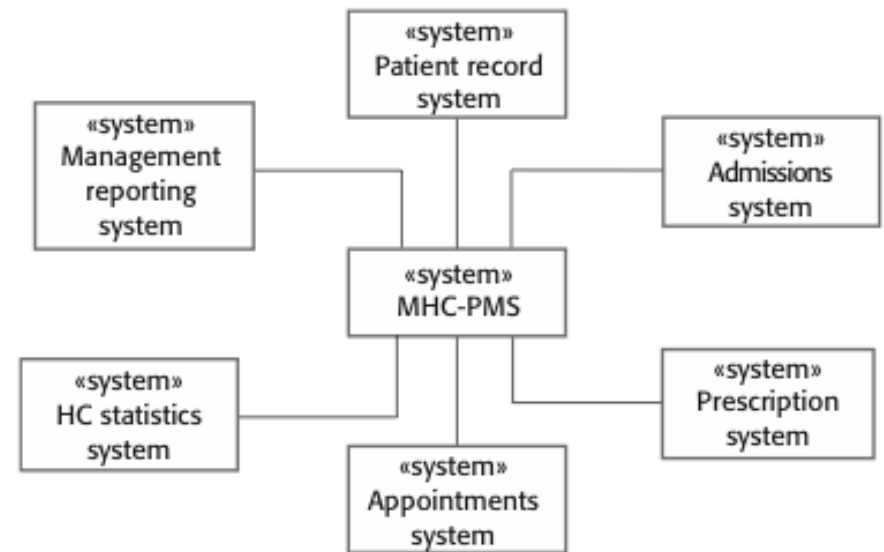 «system»
Patient record
system
«system»
Management
reporting
system
«system»
Admissions
system
«system»
MHC-PMS
«system»
HC statistics
system
«system»
Prescription
system
«system»
Appointments
system